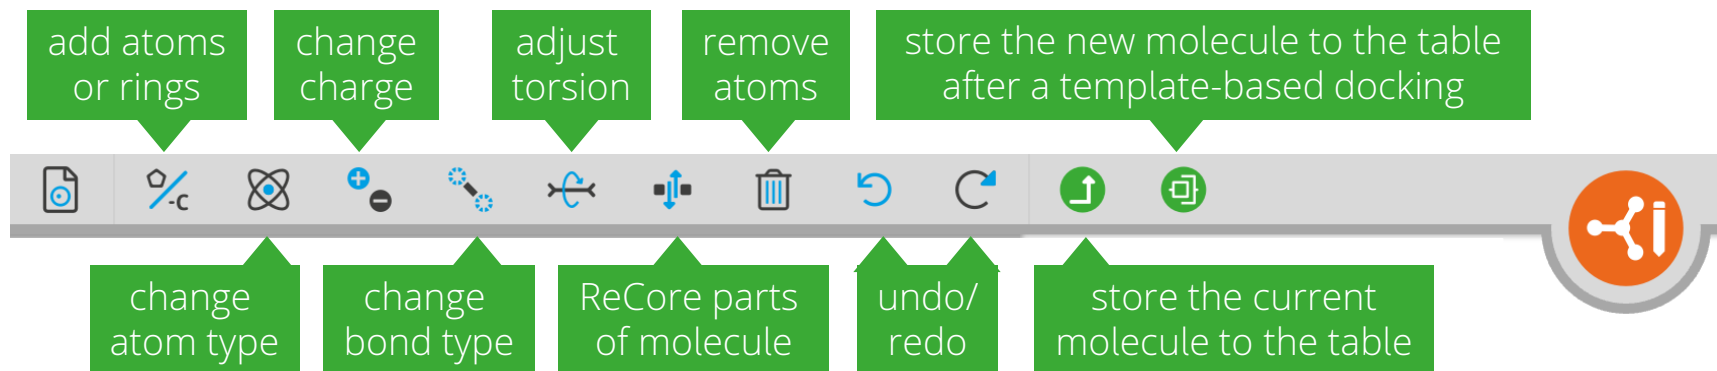 add atoms
or rings
change
charge
adjust
torsion
remove
atoms
store the new molecule to the table
after a template-based docking
-C
change
atom type
change
bond type
ReCore parts
of molecule
undo/
redo
store the current
molecule to the table